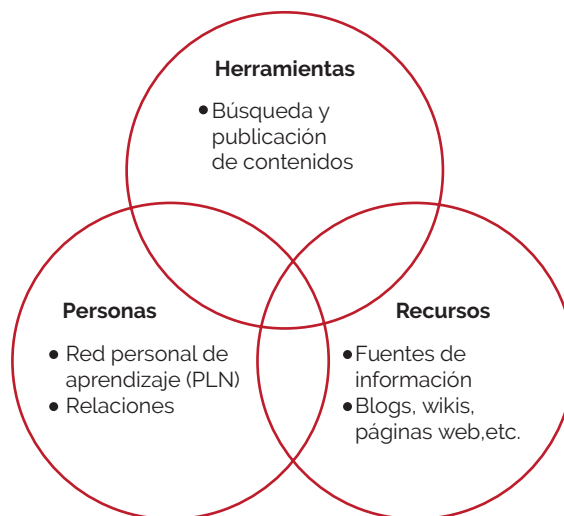 Herramientas
• Búsqueda y
publicación
de contenidos
Personas
• Red personal de
aprendizaje (PLN)
• Relaciones
Recursos
• Fuentes de
información
• Blogs, wikis,
páginas web,etc.